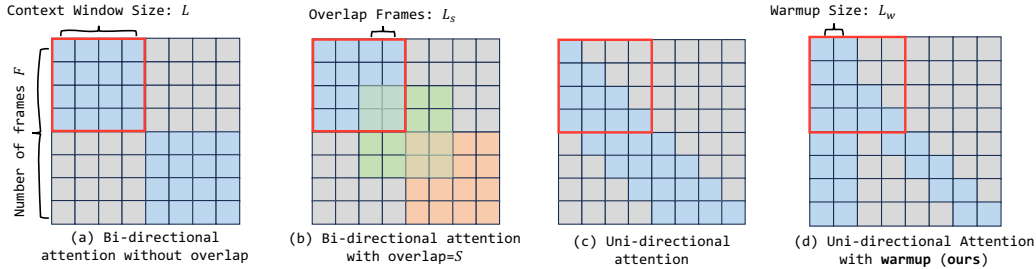 Context Window Size: L
Overlap Frames: Lₛ
Warmup Size: L_w
Number of frames F
(a) Bi-directional
attention without overlap
(b) Bi-directional attention
with overlap=S
(c) Uni-directional
attention
(d) Uni-directional Attention
with warmup (ours)